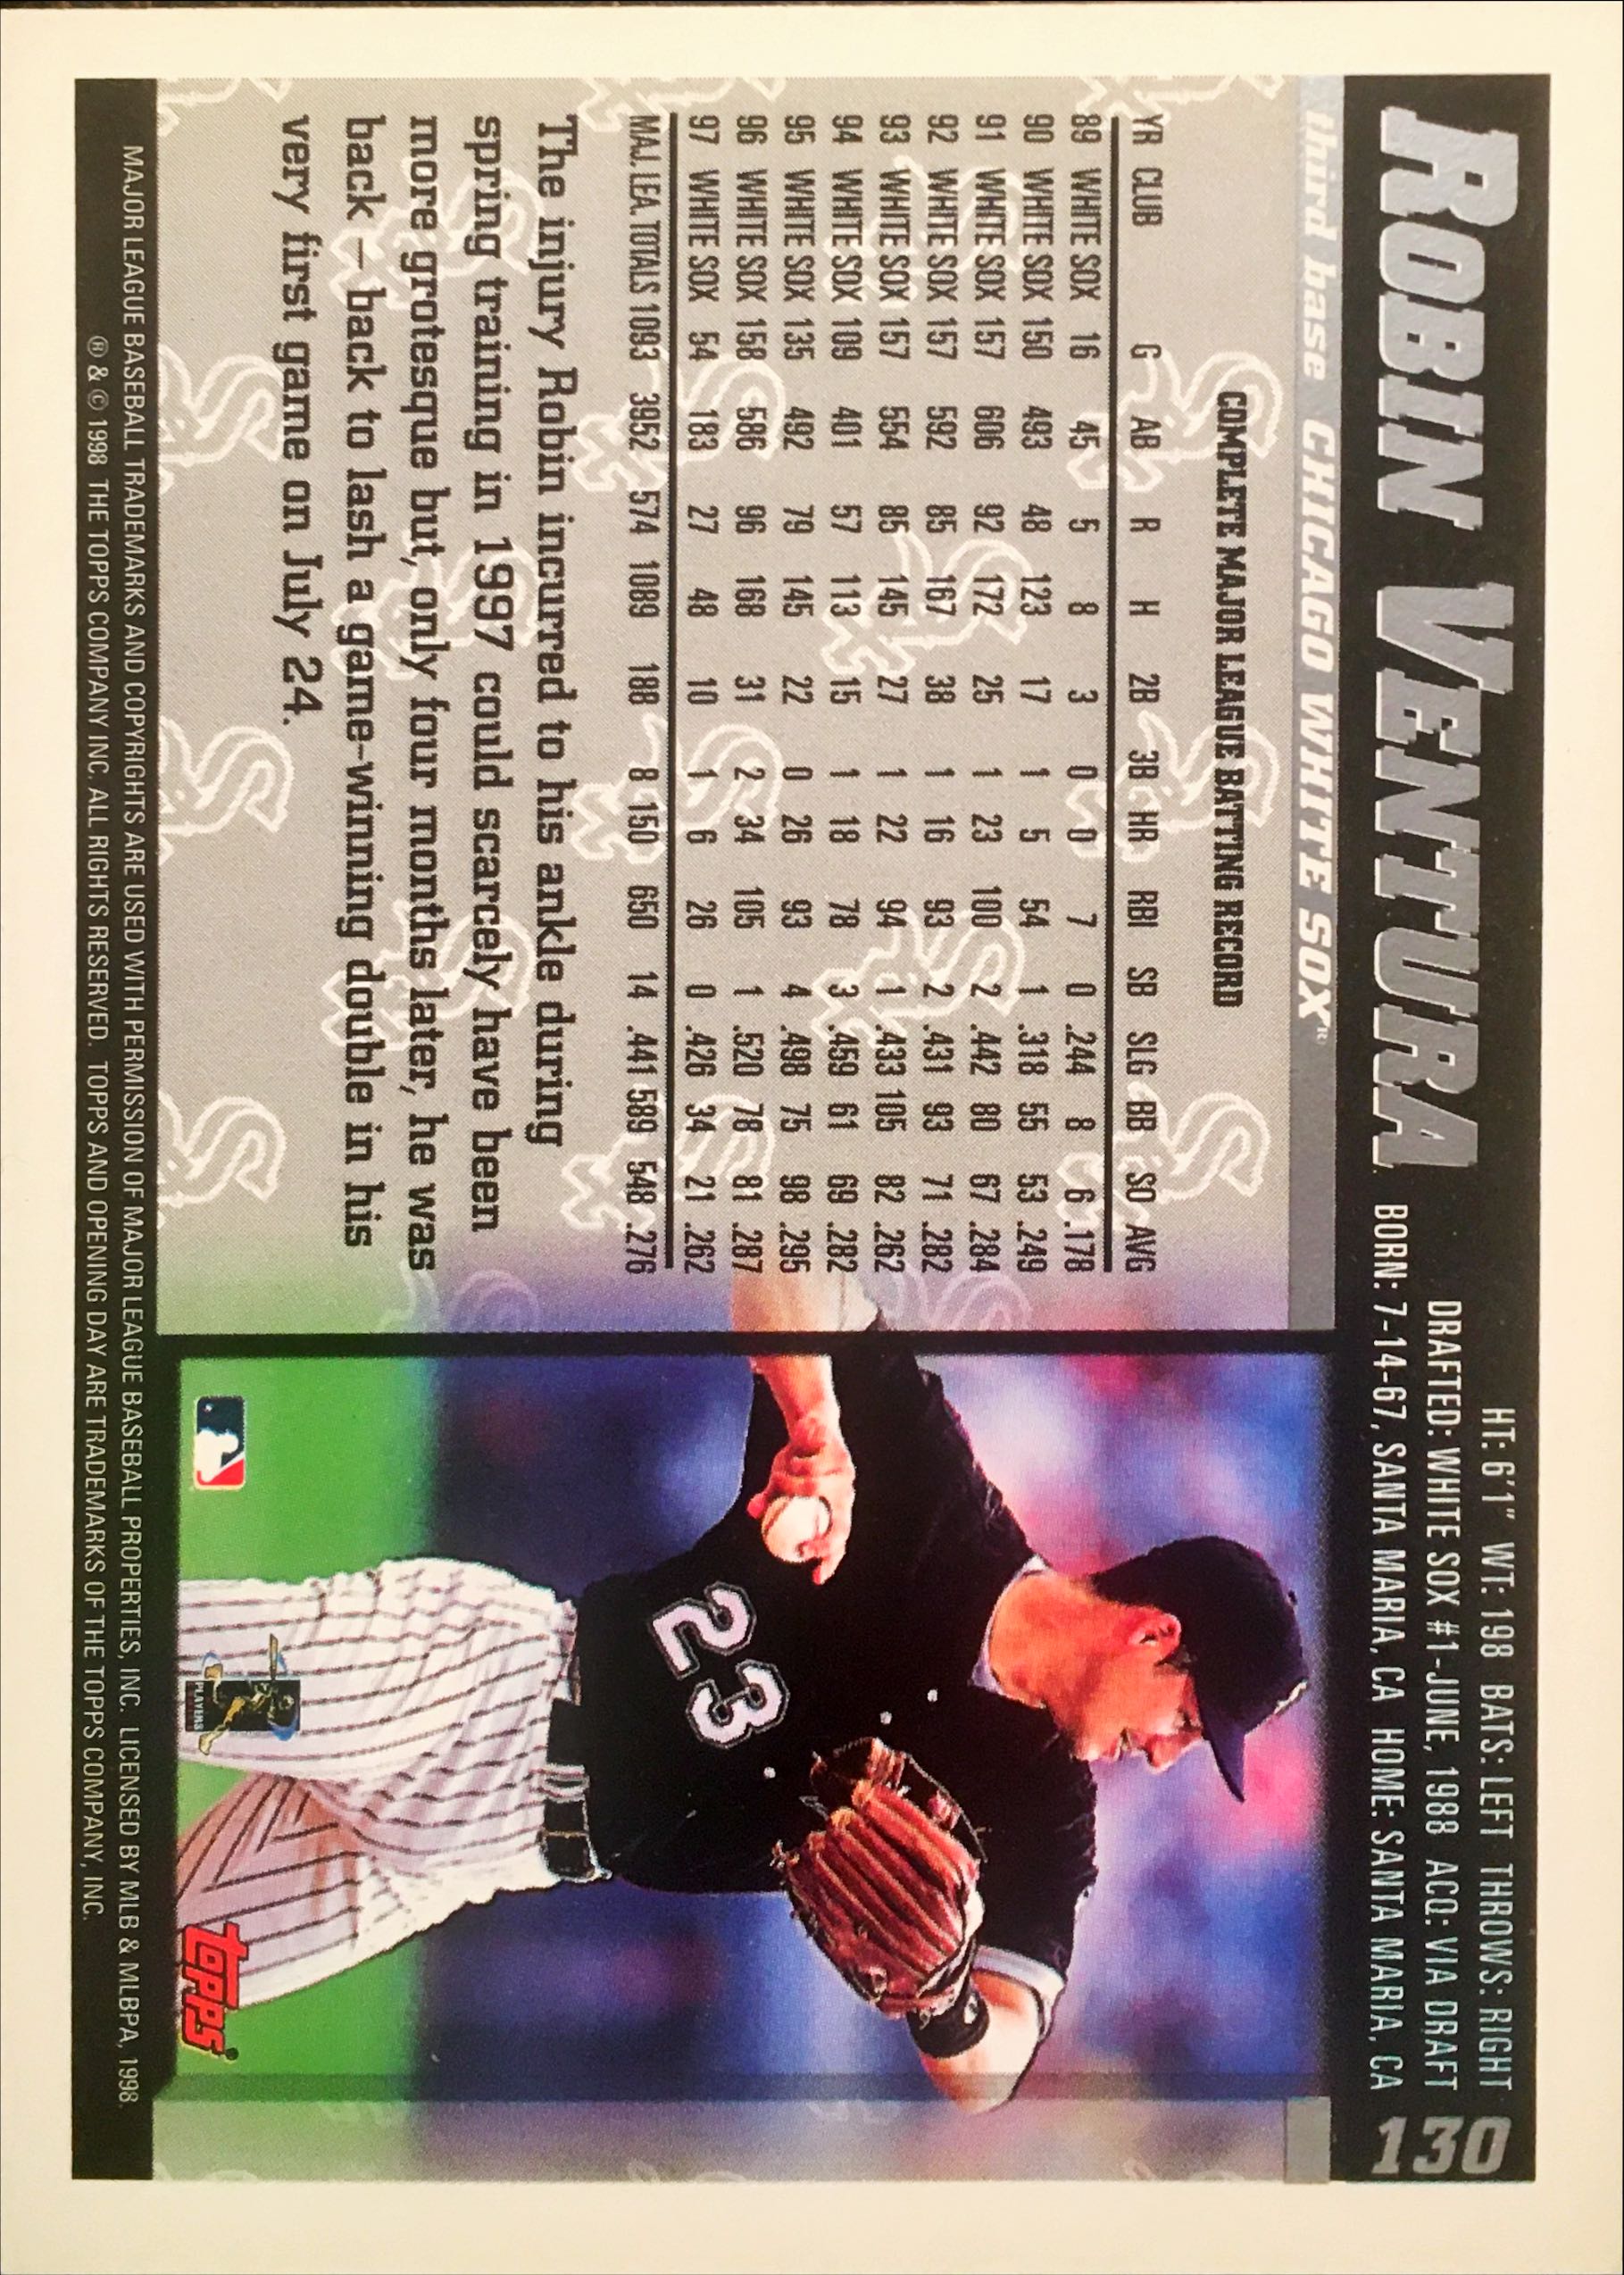 ROBIN VENTURA
HT: 6'1" WT: 198 BATS: LEFT THROWS: RIGHT
DRAFTED: WHITE SOX #1-JUNE, 1988 ACQ: VIA DRAFT
BORN: 7-14-67, SANTA MARIA, CA HOME: SANTA MARIA, CA
130
third base CHICAGO WHITE SOX®
COMPLETE MAJOR LEAGUE BATTING RECORD
YR CLUB G AB R H 2B 3B HR RBI SB SLG BB SO AVG
89 WHITE SOX 16 45 5 8 3 0 0 7 0 .244 8 6 .178
90 WHITE SOX 150 493 48 123 17 1 5 54 1 .318 55 53 .249
91 WHITE SOX 157 606 92 172 25 1 23 100 2 .442 80 67 .284
92 WHITE SOX 157 592 85 167 38 1 16 93 2 .431 93 71 .282
93 WHITE SOX 157 554 85 145 27 1 22 94 1 .433 105 82 .262
94 WHITE SOX 109 401 57 113 15 1 18 78 3 .459 61 69 .282
95 WHITE SOX 135 492 79 145 22 0 26 93 4 .498 75 98 .295
96 WHITE SOX 158 586 96 168 31 2 34 105 1 .520 78 81 .287
97 WHITE SOX 54 183 27 48 10 1 6 26 0 .426 34 21 .262
MAJ. LEA. TOTALS 1093 3952 574 1089 188 8 150 650 14 .441 589 548 .276
The injury Robin incurred to his ankle during
spring training in 1997 could scarcely have been
more grotesque but, only four months later, he was
back – back to lash a game-winning double in his
very first game on July 24.
23
PLAYERS
TOPPS
MAJOR LEAGUE BASEBALL TRADEMARKS AND COPYRIGHTS ARE USED WITH PERMISSION OF MAJOR LEAGUE BASEBALL PROPERTIES, INC. LICENSED BY MLB & MLBPA, 1998.
® & © 1998 THE TOPPS COMPANY INC. ALL RIGHTS RESERVED. TOPPS AND OPENING DAY ARE TRADEMARKS OF THE TOPPS COMPANY, INC.